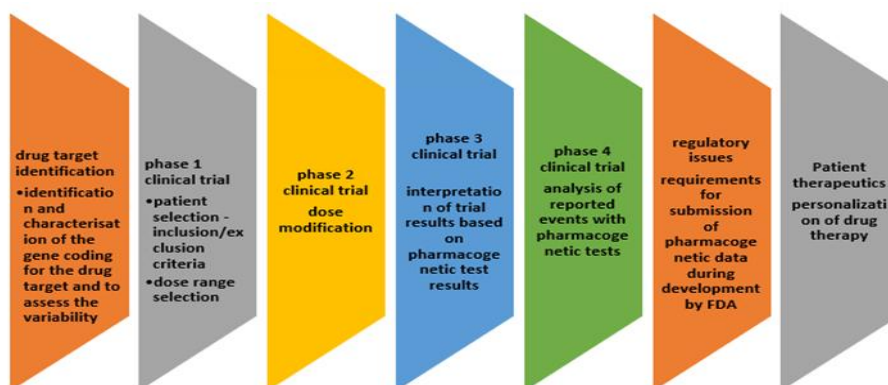 drug target
identification
•identificatio
n and
characterisat
ion of the
gene coding
for the drug
target and to
assess the
variability
phase 1
clinical trial
•patient
selection -
inclusion/ex
clusion
criteria
•dose range
selection
phase 2
clinical trial
dose
modification
phase 3
clinical trial
interpretatio
n of trial
results based
on
pharmacoge
netic test
results
phase 4
clinical trial
analysis of
reported
events with
pharmacoge
netic tests
regulatory
issues
requirements
for
submission
of
pharmacoge
netic data
during
development
by FDA
Patient
therapeutics
personalizati
on of drug
therapy